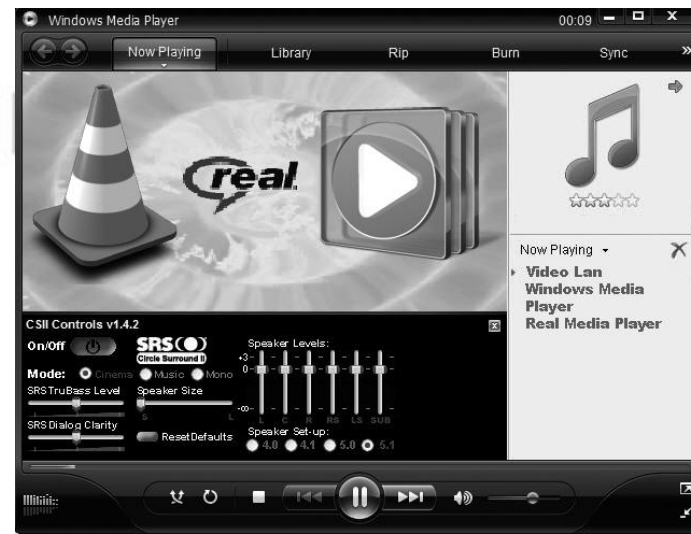 Windows Media Player 00:09
Now Playing Library Rip Burn Sync »
real
Now Playing
Video Lan
Windows Media
Player
Real Media Player
CSII Controls v1.4.2
On/Off SRS
Circle Surround II
Mode: Cinema Music Mono
SRS TruBass Level Speaker Size
S L
SRS Dialog Clarity
Reset Defaults
Speaker Levels:
+3-
0-
-∞-
L C R RS LS SUB
Speaker Set-up:
4.0 4.1 5.0 5.1